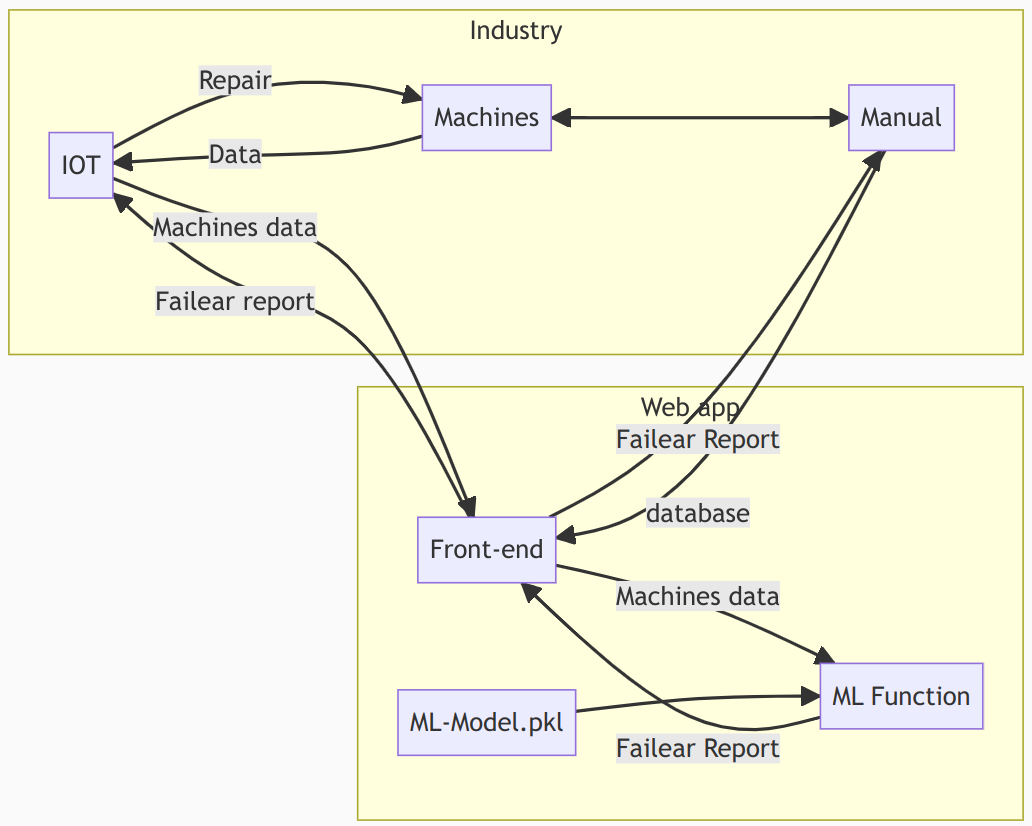 Industry
Repair
Machines
Manual
Data
IOT
Machines data
Failear report
Web app
Failear Report
database
Front-end
Machines data
ML Function
ML-Model.pkl
Failear Report